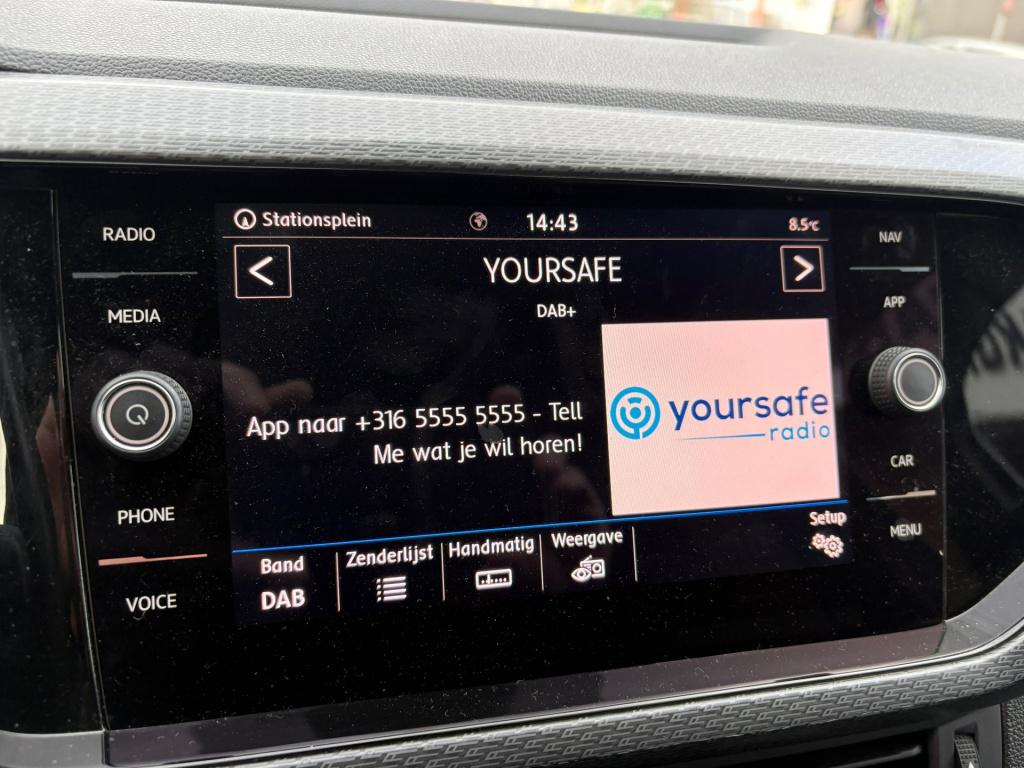 RADIO
MEDIA
PHONE
VOICE
Stationsplein 14:43 8.5°C
< YOURSAFE >
DAB+
App naar +316 5555 5555 - Tell
Me wat je wil horen!
yoursafe
radio
Band
DAB
Zenderlijst
Handmatig
Weergave
Setup
NAV
APP
CAR
MENU